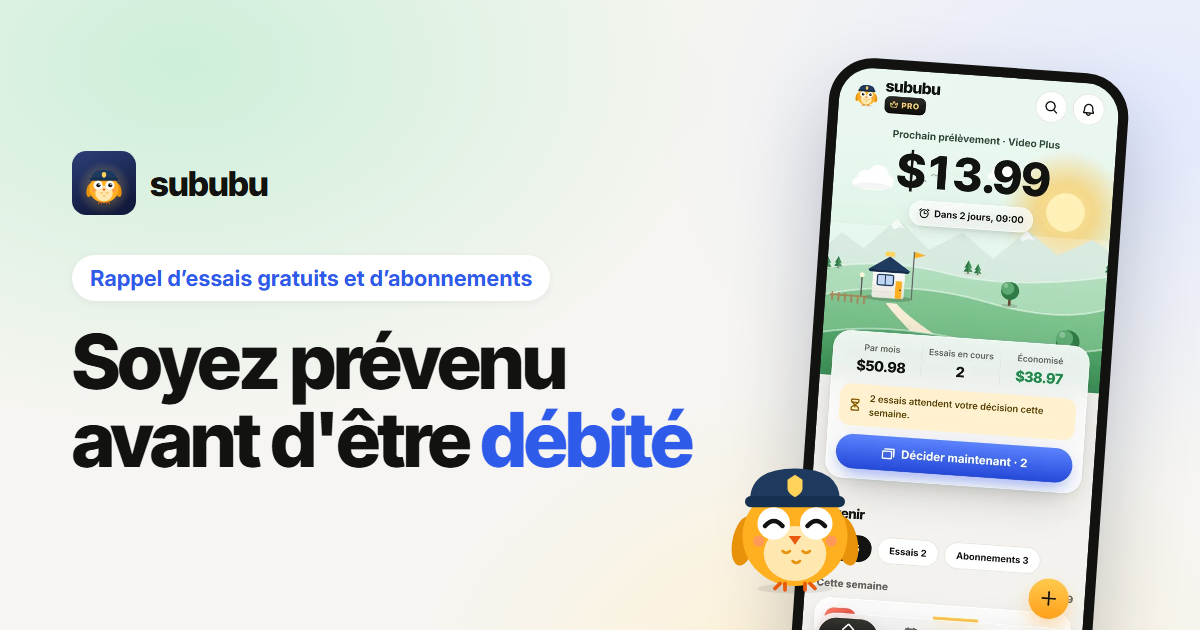 sububu
Rappel d’essais gratuits et d’abonnements
Soyez prévenu
avant d'être débité
sububu
PRO
Prochain prélèvement · Video Plus
$13.99
Dans 2 jours, 09:00
Par mois
$50.98
Essais en cours
2
Économisé
$38.97
2 essais attendent votre décision cette
semaine.
Décider maintenant · 2
Essais 2
Abonnements 3
Cette semaine